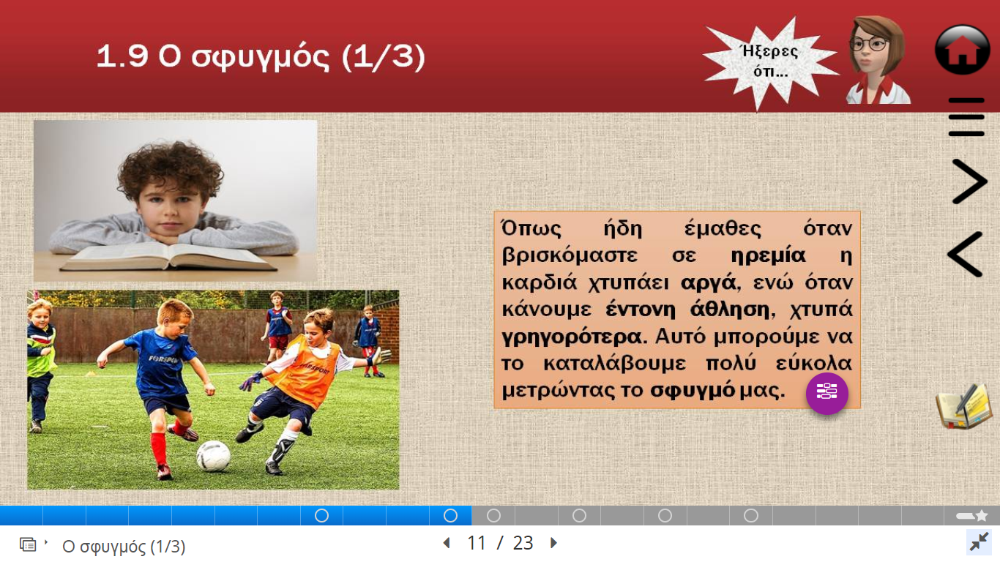 1.9 Ο σφυγμός (1/3)
Ήξερες
ότι...
FORSPORT
FORSPORT
Όπως ήδη έμαθες όταν
βρισκόμαστε σε ηρεμία η
καρδιά χτυπάει αργά, ενώ όταν
κάνουμε έντονη άθληση, χτυπά
γρηγορότερα. Αυτό μπορούμε να
το καταλάβουμε πολύ εύκολα
μετρώντας το σφυγμό μας.
Ο σφυγμός (1/3)
11 / 23